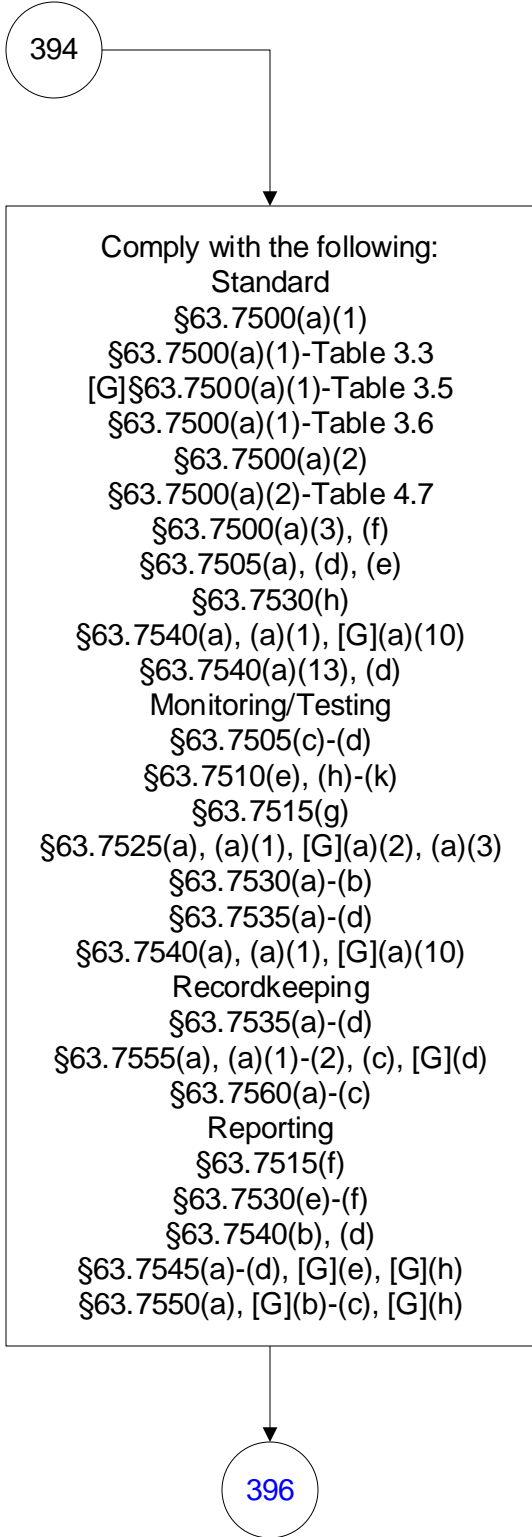 394
Comply with the following:
Standard
§63.7500(a)(1)
§63.7500(a)(1)-Table 3.3
[G]§63.7500(a)(1)-Table 3.5
§63.7500(a)(1)-Table 3.6
§63.7500(a)(2)
§63.7500(a)(2)-Table 4.7
§63.7500(a)(3), (f)
§63.7505(a), (d), (e)
§63.7530(h)
§63.7540(a), (a)(1), [G](a)(10)
§63.7540(a)(13), (d)
Monitoring/Testing
§63.7505(c)-(d)
§63.7510(e), (h)-(k)
§63.7515(g)
§63.7525(a), (a)(1), [G](a)(2), (a)(3)
§63.7530(a)-(b)
§63.7535(a)-(d)
§63.7540(a), (a)(1), [G](a)(10)
Recordkeeping
§63.7535(a)-(d)
§63.7555(a), (a)(1)-(2), (c), [G](d)
§63.7560(a)-(c)
Reporting
§63.7515(f)
§63.7530(e)-(f)
§63.7540(b), (d)
§63.7545(a)-(d), [G](e), [G](h)
§63.7550(a), [G](b)-(c), [G](h)
396